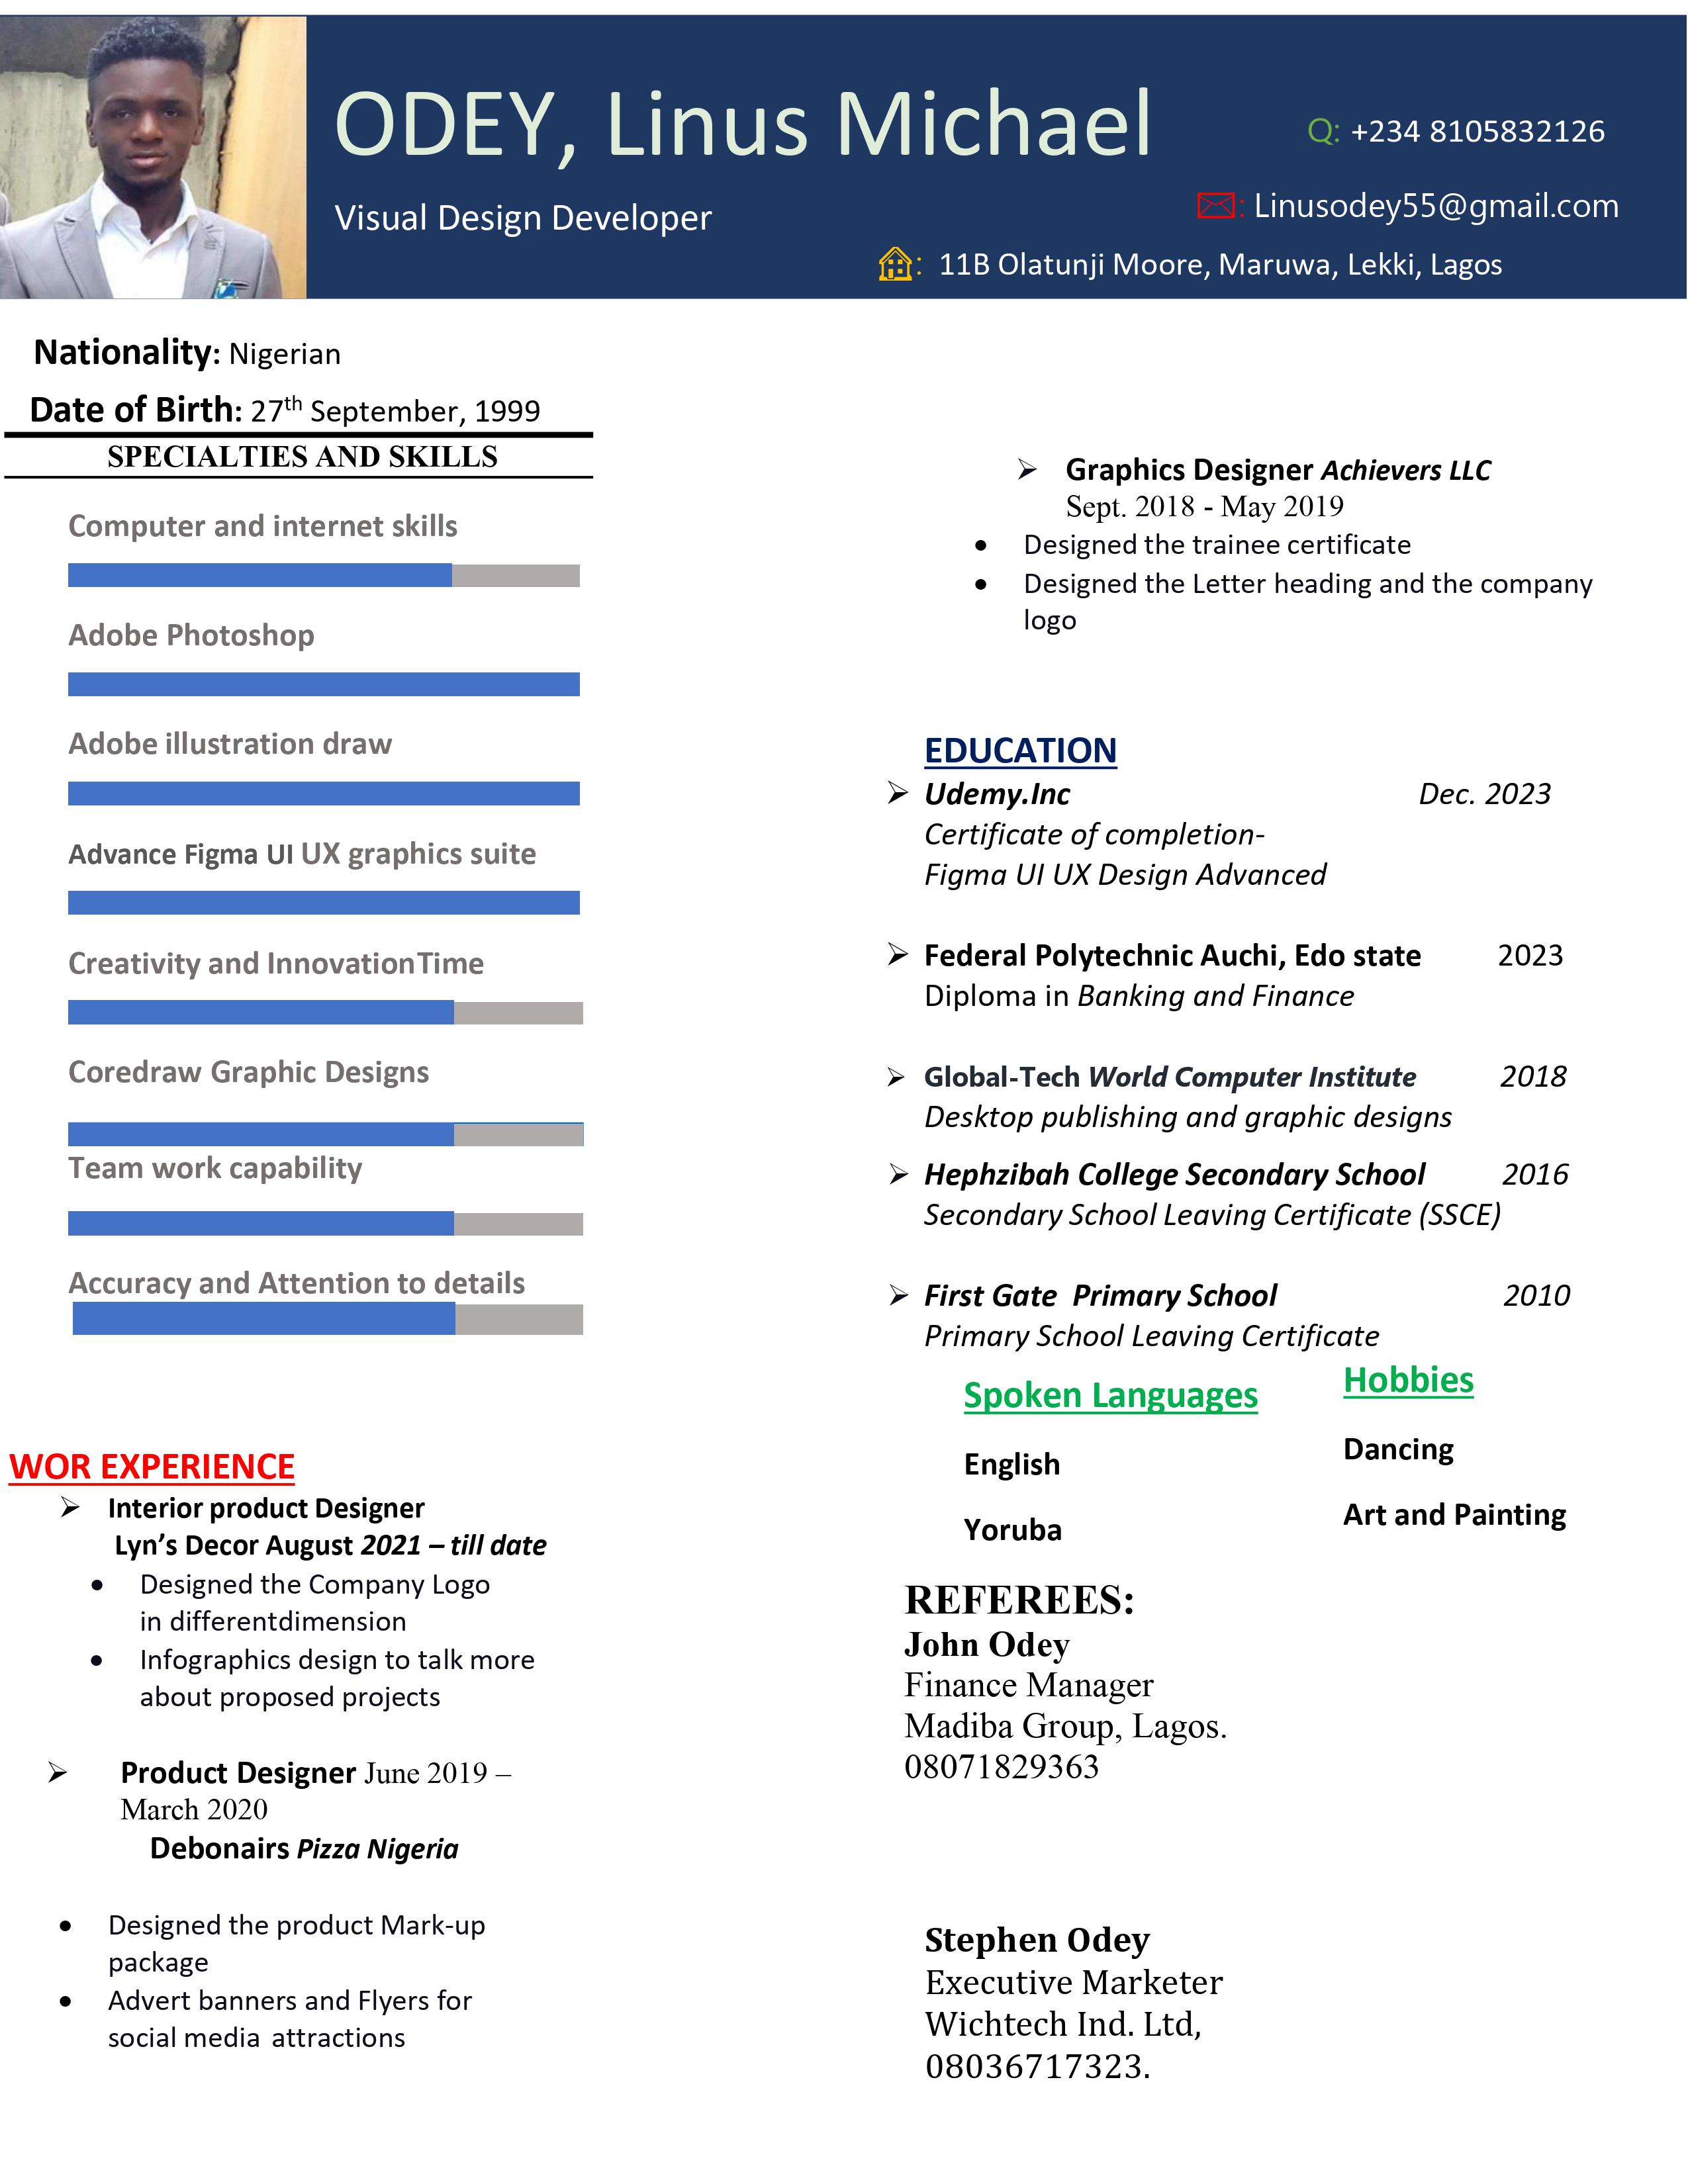 ODEY, Linus Michael
Visual Design Developer
Q: +234 8105832126
: Linusodey55@gmail.com
: 11B Olatunji Moore, Maruwa, Lekki, Lagos
Nationality: Nigerian
Date of Birth: 27th September, 1999
SPECIALTIES AND SKILLS
Computer and internet skills
Adobe Photoshop
Adobe illustration draw
Advance Figma UI UX graphics suite
Creativity and InnovationTime
Coredraw Graphic Designs
Team work capability
Accuracy and Attention to details
WOR EXPERIENCE
Interior product Designer
Lyn’s Decor August 2021 – till date
Designed the Company Logo
in differentdimension
Infographics design to talk more
about proposed projects
Product Designer June 2019 –
March 2020
Debonairs Pizza Nigeria
Designed the product Mark-up
package
Advert banners and Flyers for
social media attractions
Graphics Designer Achievers LLC
Sept. 2018 - May 2019
Designed the trainee certificate
Designed the Letter heading and the company
logo
EDUCATION
Udemy.Inc Dec. 2023
Certificate of completion-
Figma UI UX Design Advanced
Federal Polytechnic Auchi, Edo state 2023
Diploma in Banking and Finance
Global-Tech World Computer Institute 2018
Desktop publishing and graphic designs
Hephzibah College Secondary School 2016
Secondary School Leaving Certificate (SSCE)
First Gate Primary School 2010
Primary School Leaving Certificate
Spoken Languages
English
Yoruba
Hobbies
Dancing
Art and Painting
REFEREES:
John Odey
Finance Manager
Madiba Group, Lagos.
08071829363
Stephen Odey
Executive Marketer
Wichtech Ind. Ltd,
08036717323.